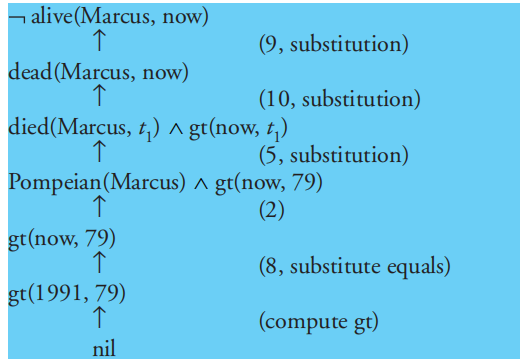 ¬ alive(Marcus, now)
↑ (9, substitution)
dead(Marcus, now)
↑ (10, substitution)
died(Marcus, t₁) ∧ gt(now, t₁)
↑ (5, substitution)
Pompeian(Marcus) ∧ gt(now, 79)
↑ (2)
gt(now, 79)
↑ (8, substitute equals)
gt(1991, 79)
↑ (compute gt)
nil